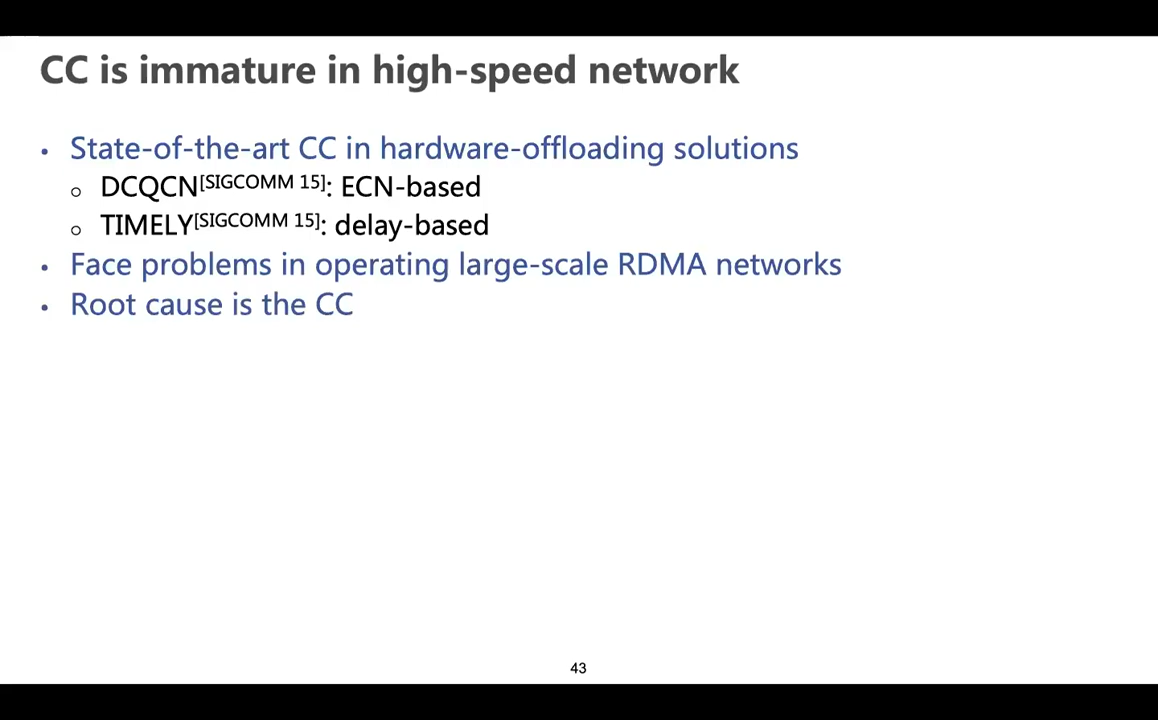 CC is immature in high-speed network
• State-of-the-art CC in hardware-offloading solutions
o DCQCN[SIGCOMM 15]: ECN-based
o TIMELY[SIGCOMM 15]: delay-based
• Face problems in operating large-scale RDMA networks
• Root cause is the CC
43